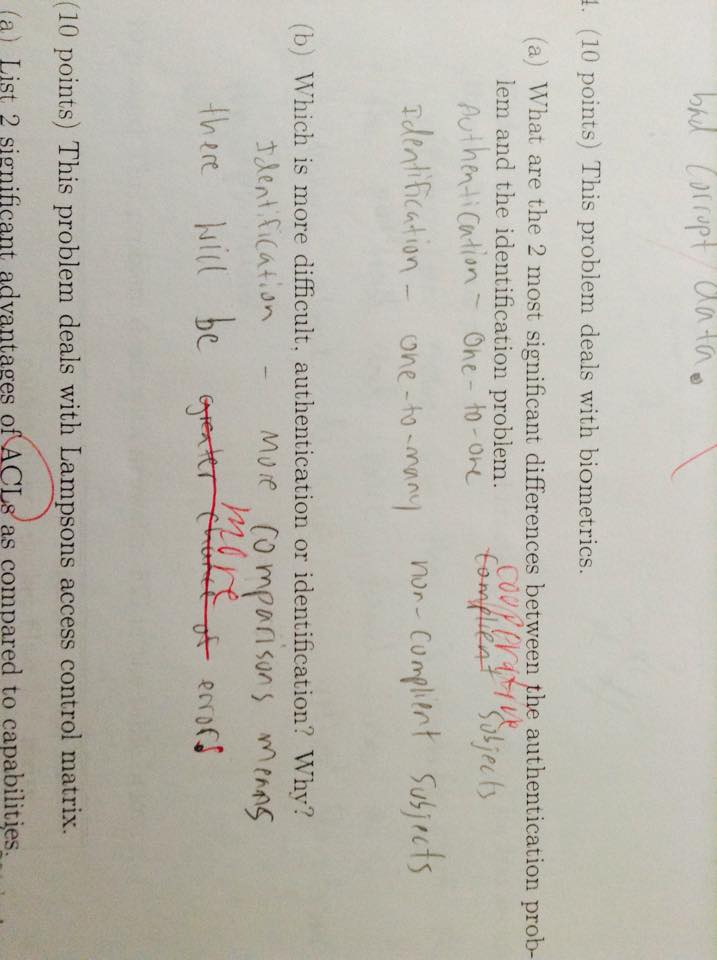 bad corrupt data.
4. (10 points) This problem deals with biometrics.
(a) What are the 2 most significant differences between the authentication prob-
lem and the identification problem.
cooperative
Authentication - One-to-one complient subjects
Identification - one-to-many non-complient subjects
(b) Which is more difficult, authentication or identification? Why?
Identification - More comparisons means
more
there will be greater chance of errors
(10 points) This problem deals with Lampsons access control matrix.
(a) List 2 significant advantages of ACLs as compared to capabilities.